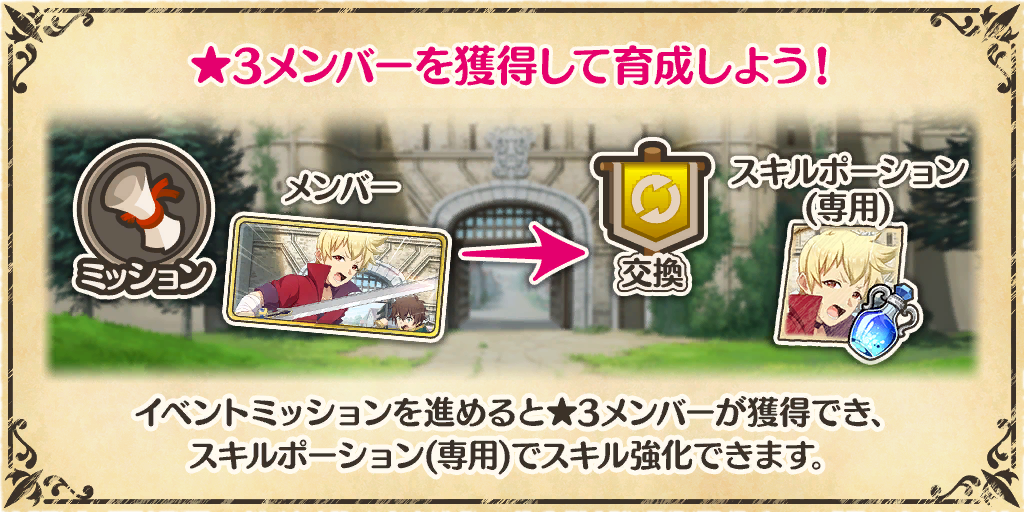 ★3メンバーを獲得して育成しよう！
ミッション
メンバー
交換
スキルポーション
(専用)
イベントミッションを進めると★3メンバーが獲得でき、
スキルポーション(専用)でスキル強化できます。